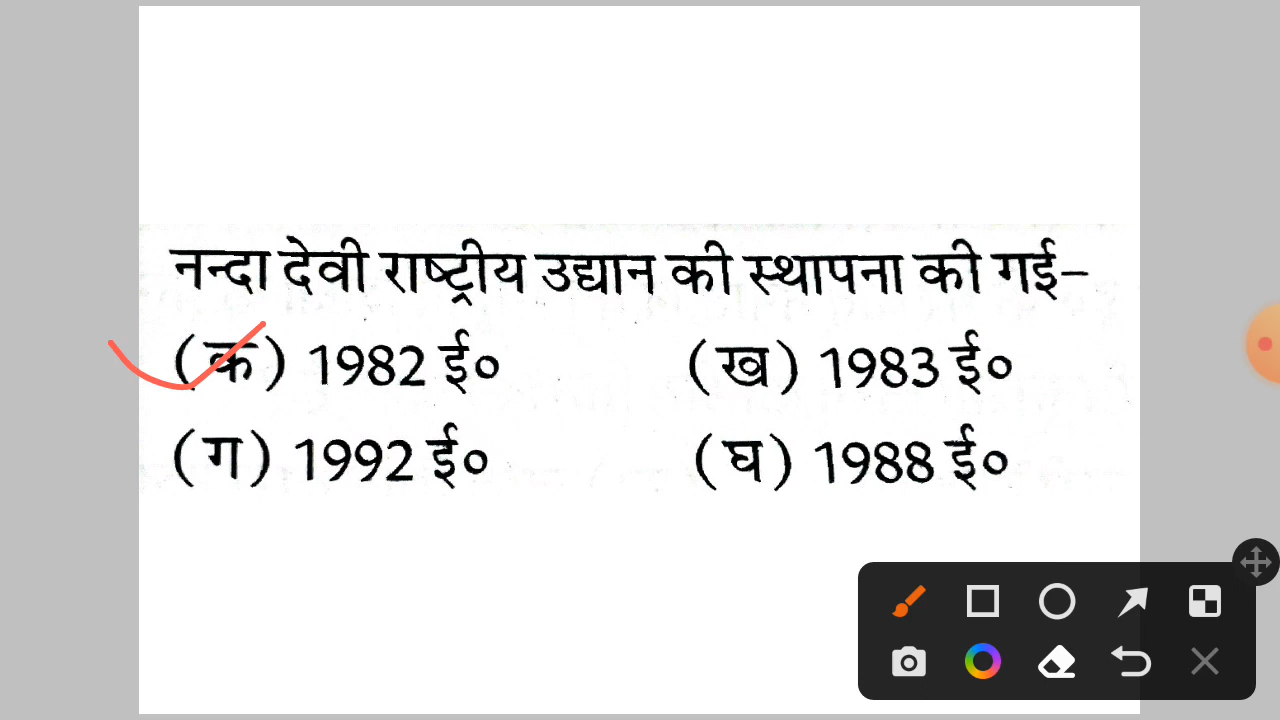 नन्दा देवी राष्ट्रीय उद्यान की स्थापना की गई–
(क) 1982 ई० (ख) 1983 ई०
(ग) 1992 ई० (घ) 1988 ई०